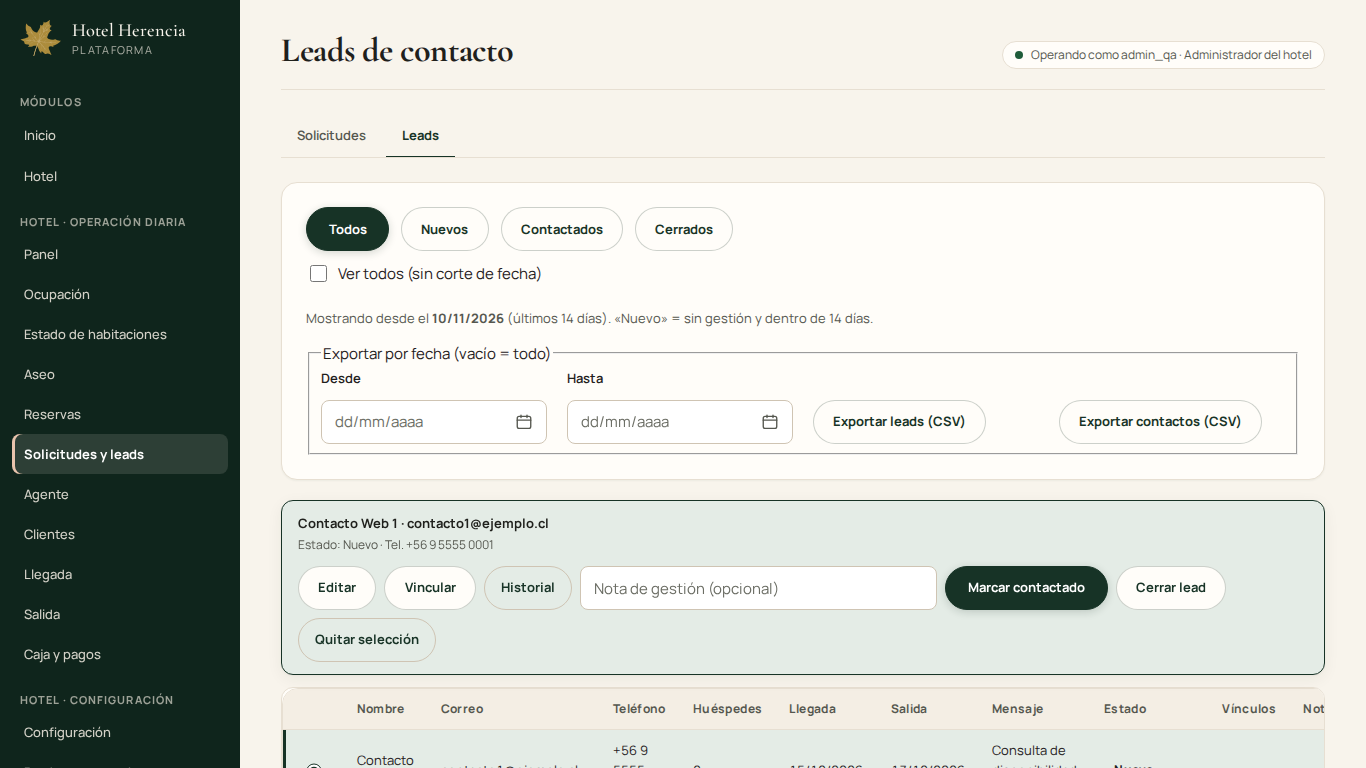 Hotel Herencia
PLATAFORMA
MÓDULOS
Inicio
Hotel
HOTEL · OPERACIÓN DIARIA
Panel
Ocupación
Estado de habitaciones
Aseo
Reservas
Solicitudes y leads
Agente
Clientes
Llegada
Salida
Caja y pagos
HOTEL · CONFIGURACIÓN
Configuración
Leads de contacto
Operando como admin_qa · Administrador del hotel
Solicitudes Leads
Todos Nuevos Contactados Cerrados
Ver todos (sin corte de fecha)
Mostrando desde el 10/11/2026 (últimos 14 días). «Nuevo» = sin gestión y dentro de 14 días.
Exportar por fecha (vacío = todo)
Desde Hasta
dd/mm/aaaa dd/mm/aaaa Exportar leads (CSV) Exportar contactos (CSV)
Contacto Web 1 · contacto1@ejemplo.cl
Estado: Nuevo · Tel. +56 9 5555 0001
Editar Vincular Historial Nota de gestión (opcional) Marcar contactado Cerrar lead
Quitar selección
Nombre Correo Teléfono Huéspedes Llegada Salida Mensaje Estado Vínculos Not
+56 9 Consulta de
Contacto